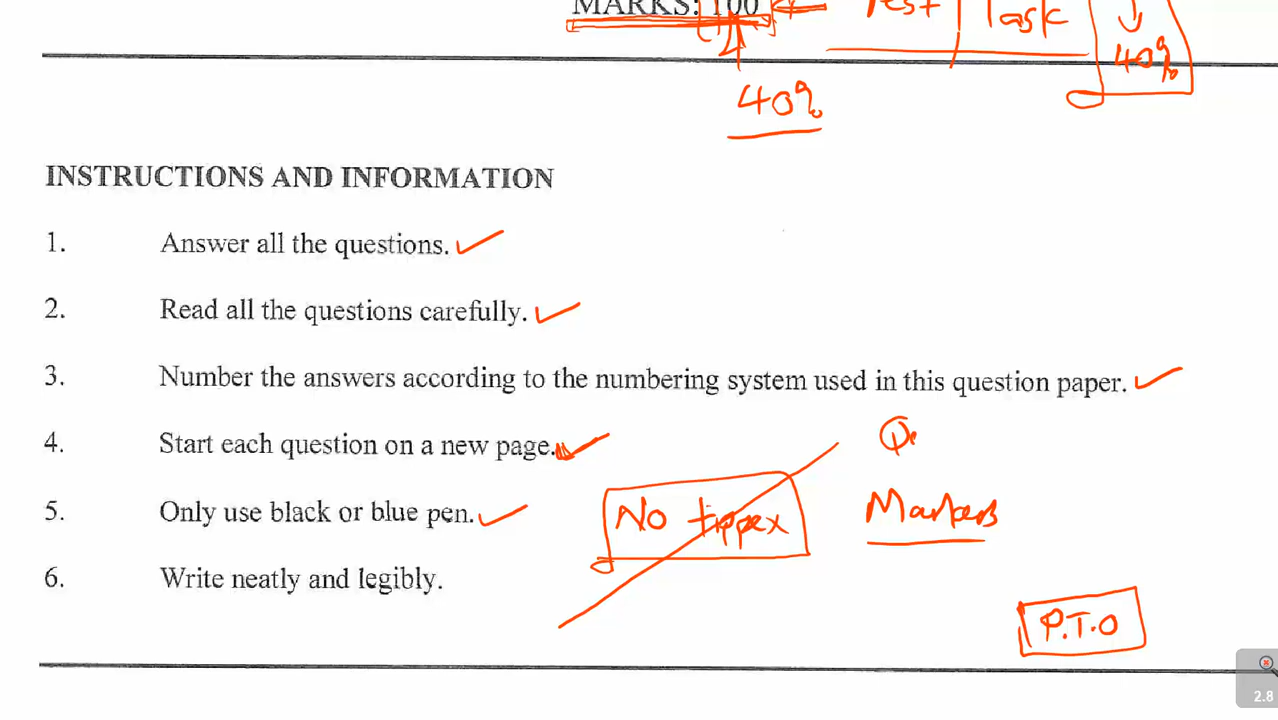 MARKS: 100
Test Task
40%
40%
INSTRUCTIONS AND INFORMATION
1. Answer all the questions.
2. Read all the questions carefully.
3. Number the answers according to the numbering system used in this question paper.
4. Start each question on a new page.
5. Only use black or blue pen.
No tippex
Markers
6. Write neatly and legibly.
P.T.O
2.8